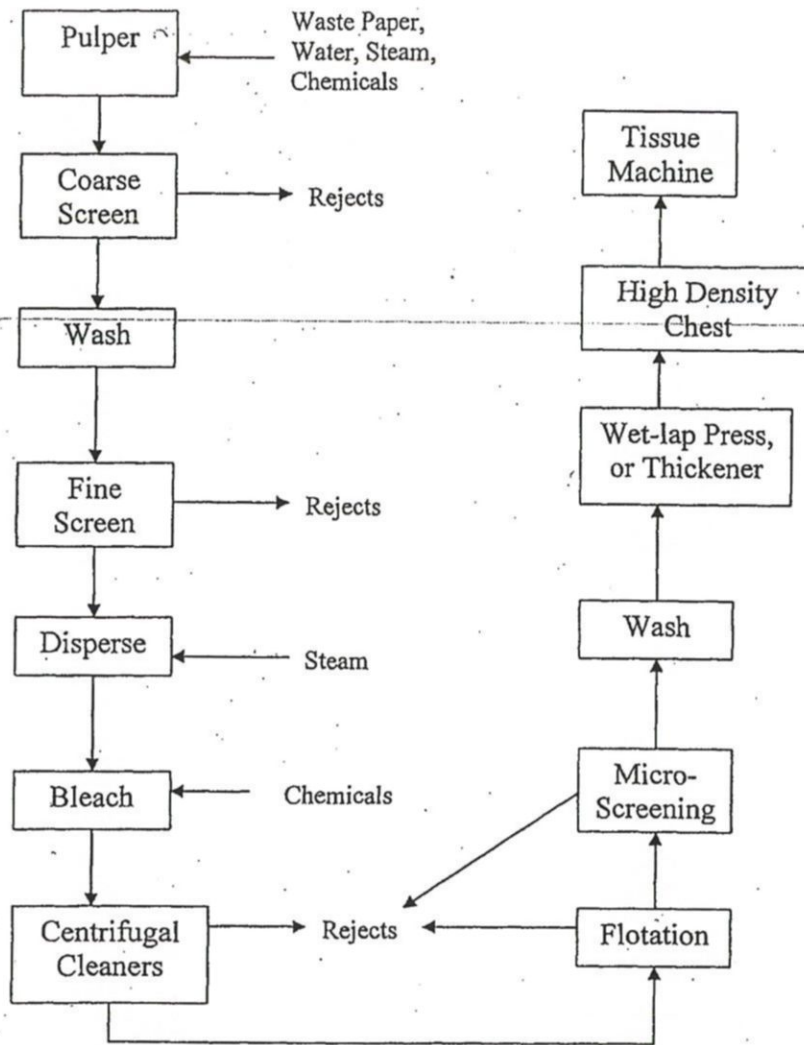 Pulper
Waste Paper,
Water, Steam,
Chemicals
Coarse
Screen
Rejects
Wash
Fine
Screen
Rejects
Disperse
Steam
Bleach
Chemicals
Centrifugal
Cleaners
Rejects
Flotation
Micro-
Screening
Wash
Wet-lap Press,
or Thickener
High Density
Chest
Tissue
Machine